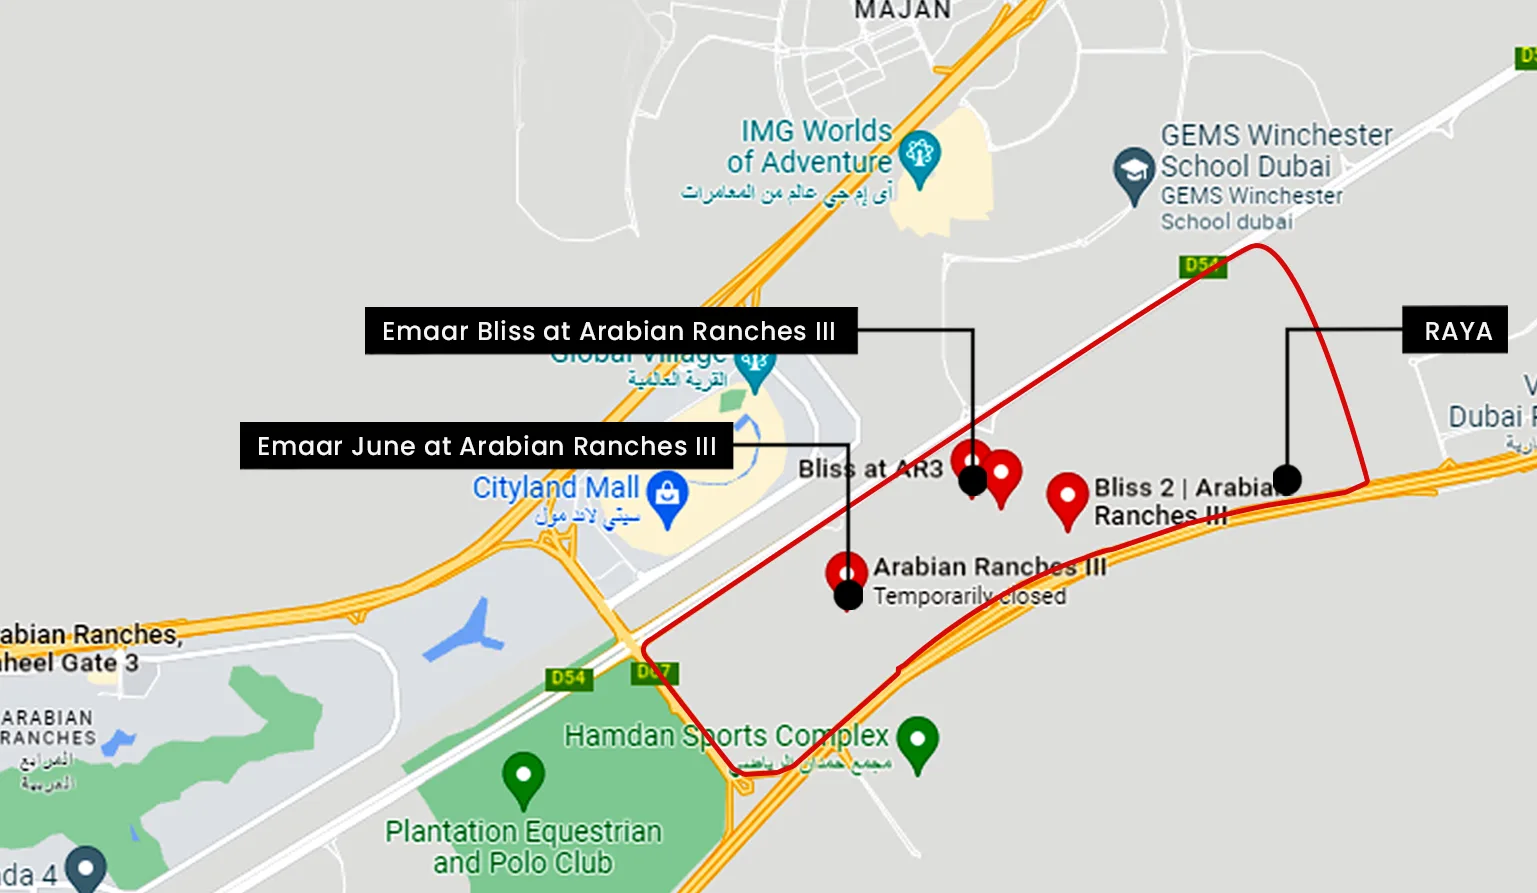 MAJAN
IMG Worlds
of Adventure
آي إم جي عالم من المغامرات
GEMS Winchester
School Dubai
GEMS Winchester
School dubai
D54
Emaar Bliss at Arabian Ranches III
RAYA
Global Village
القرية العالمية
Dubai
Emaar June at Arabian Ranches III
Bliss at AR3
Cityland Mall
سيتي لاند مول
Bliss 2 | Arabian
Ranches III
Arabian Ranches III
Temporarily closed
abian Ranches,
heel Gate 3
D54
D67
ARABIAN
RANCHES
المرابع
العربية
Hamdan Sports Complex
مجمع حمدان الرياضي
Plantation Equestrian
and Polo Club
da 4